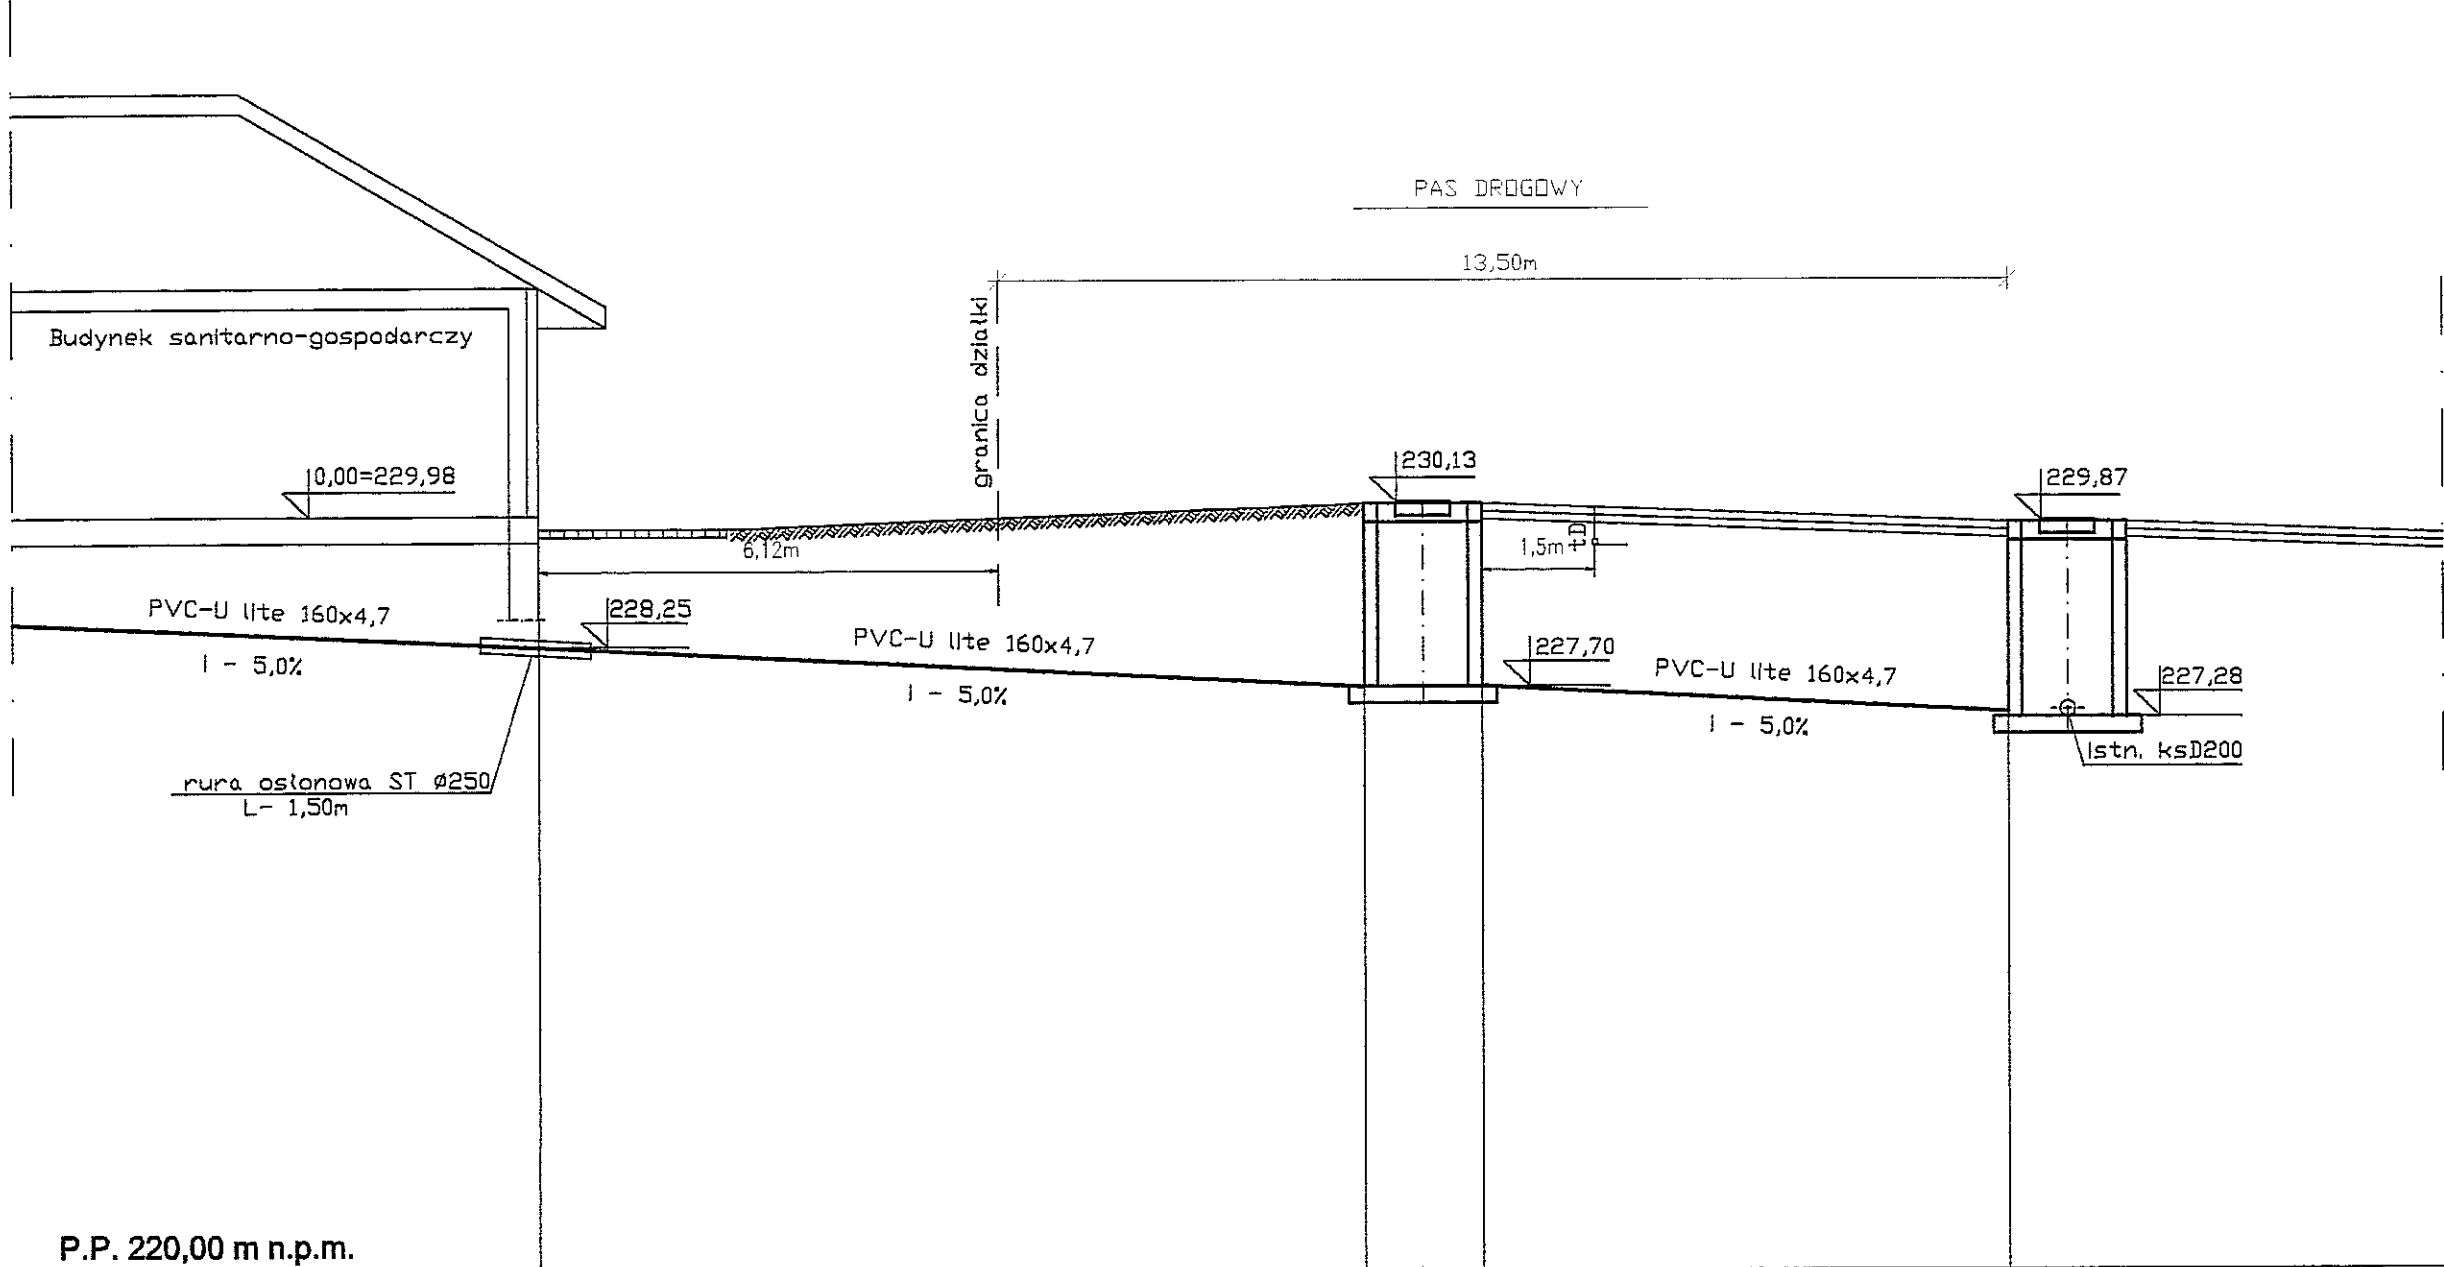 PAS DROGOWY
13,50m
Budynek sanitarno-gospodarczy
granica działki
0,00=229,98
230,13
229,87
6,12m
1,5m
tD
PVC-U lite 160x4,7
I - 5,0%
228,25
PVC-U lite 160x4,7
I - 5,0%
227,70
PVC-U lite 160x4,7
I - 5,0%
227,28
Istn. ksD200
rura osłonowa ST ø250
L- 1,50m
P.P. 220,00 m n.p.m.